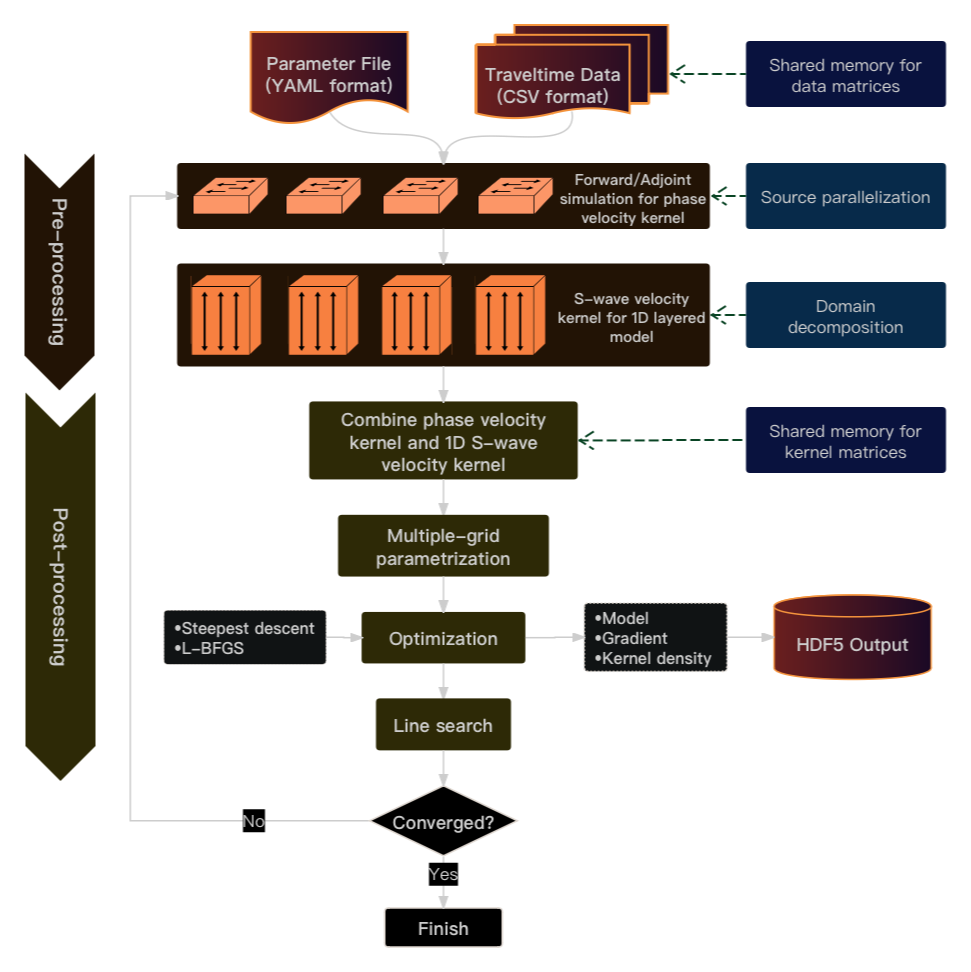 Parameter File
(YAML format)
Traveltime Data
(CSV format)
Shared memory for
data matrices
Pre-processing
Forward/Adjoint
simulation for phase
velocity kernel
Source parallelization
S-wave velocity
kernel for 1D layered
model
Domain
decomposition
Post-processing
Combine phase velocity
kernel and 1D S-wave
velocity kernel
Shared memory for
kernel matrices
Multiple-grid
parametrization
•Steepest descent
•L-BFGS
Optimization
•Model
•Gradient
•Kernel density
HDF5 Output
Line search
Converged?
No
Yes
Finish